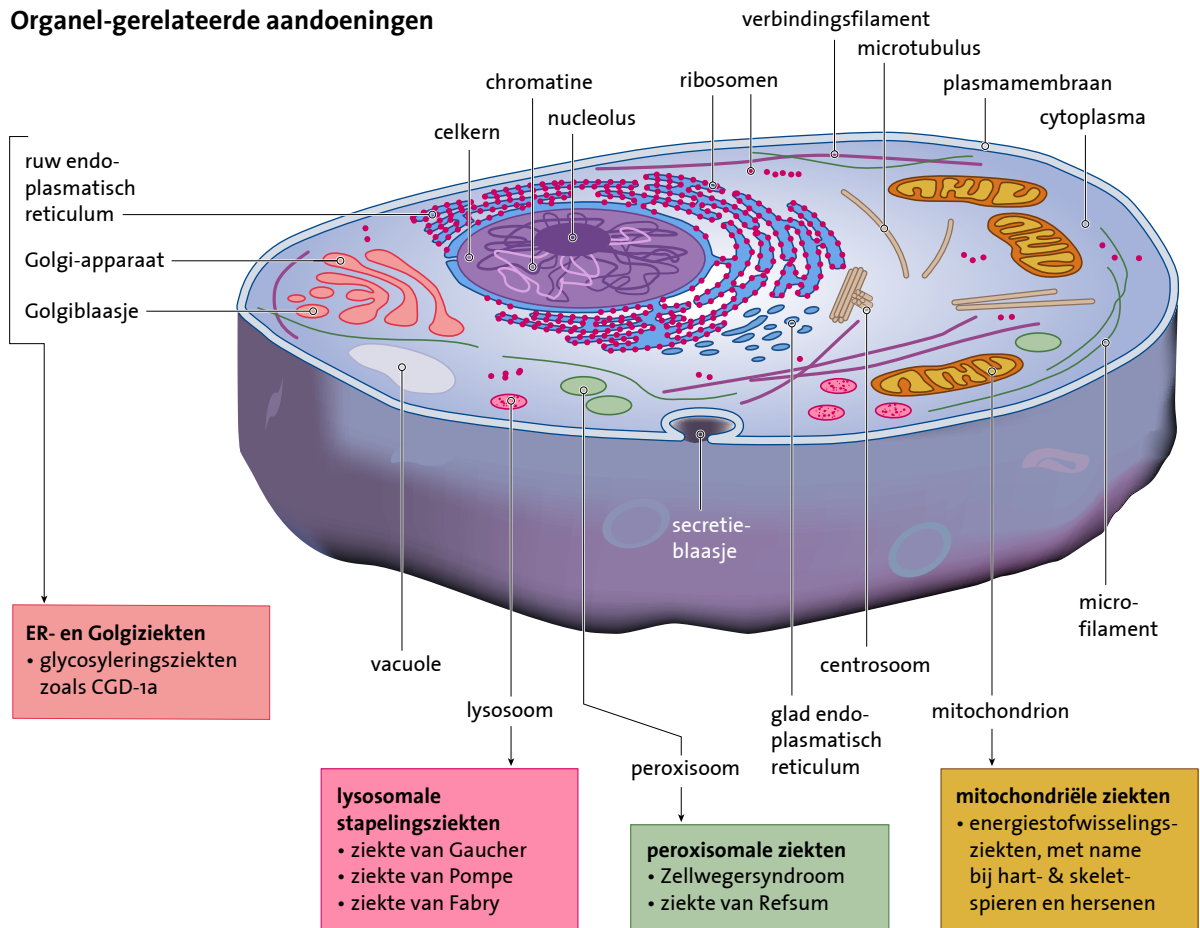 Organel-gerelateerde aandoeningen
verbindingsfilament
microtubulus
chromatine
ribosomen
plasmamembraan
nucleolus
cytoplasma
celkern
ruw endo-
plasmatisch
reticulum
Golgi-apparaat
Golgiblaasje
secretie-
blaasje
micro-
filament
ER- en Golgiziekten
• glycosyleringsziekten
zoals CGD-1a
vacuole
centrosoom
lysosoom
glad endo-
plasmatisch
reticulum
mitochondrion
peroxisoom
lysosomale
stapelingsziekten
• ziekte van Gaucher
• ziekte van Pompe
• ziekte van Fabry
peroxisomale ziekten
• Zellwegersyndroom
• ziekte van Refsum
mitochondriële ziekten
• energiestofwisselings-
ziekten, met name
bij hart- & skelet-
spieren en hersenen